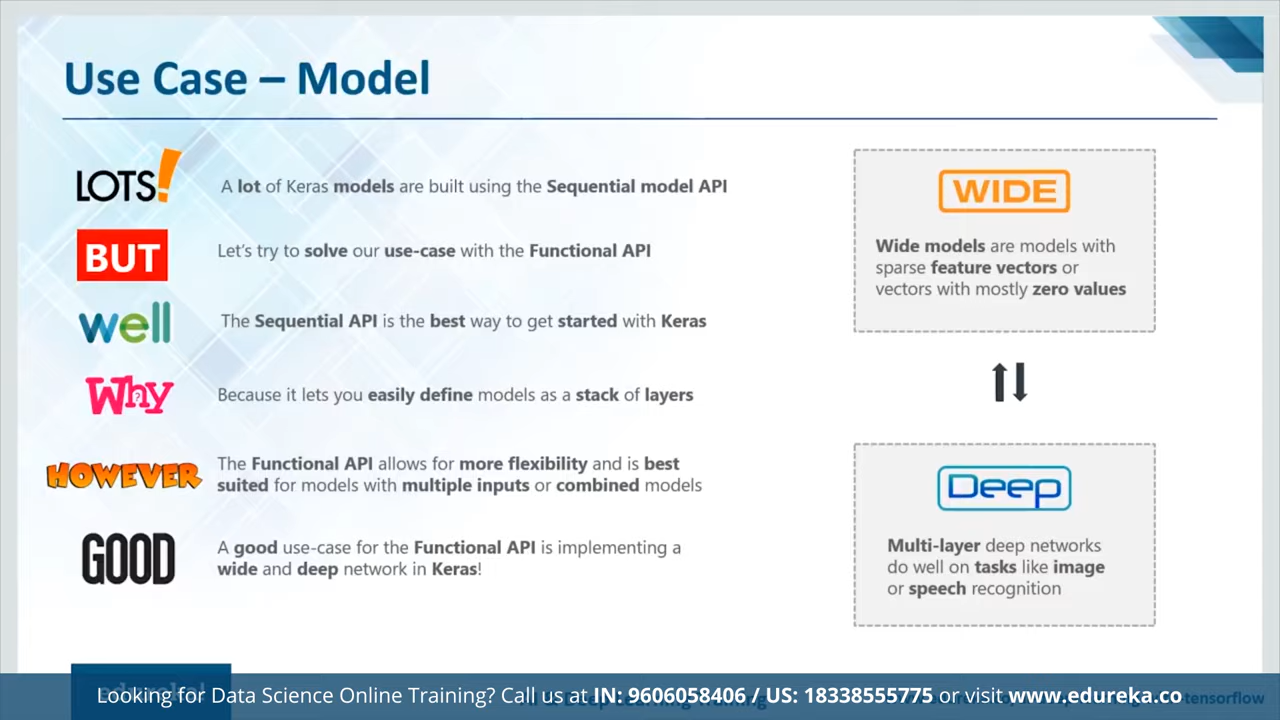 Use Case – Model
LOTS!
A lot of Keras models are built using the Sequential model API
BUT
Let's try to solve our use-case with the Functional API
well
The Sequential API is the best way to get started with Keras
Why
Because it lets you easily define models as a stack of layers
HOWEVER
The Functional API allows for more flexibility and is best
suited for models with multiple inputs or combined models
GOOD
A good use-case for the Functional API is implementing a
wide and deep network in Keras!
WIDE
Wide models are models with
sparse feature vectors or
vectors with mostly zero values
Deep
Multi-layer deep networks
do well on tasks like image
or speech recognition
Looking for Data Science Online Training? Call us at IN: 9606058406 / US: 18338555775 or visit www.edureka.co